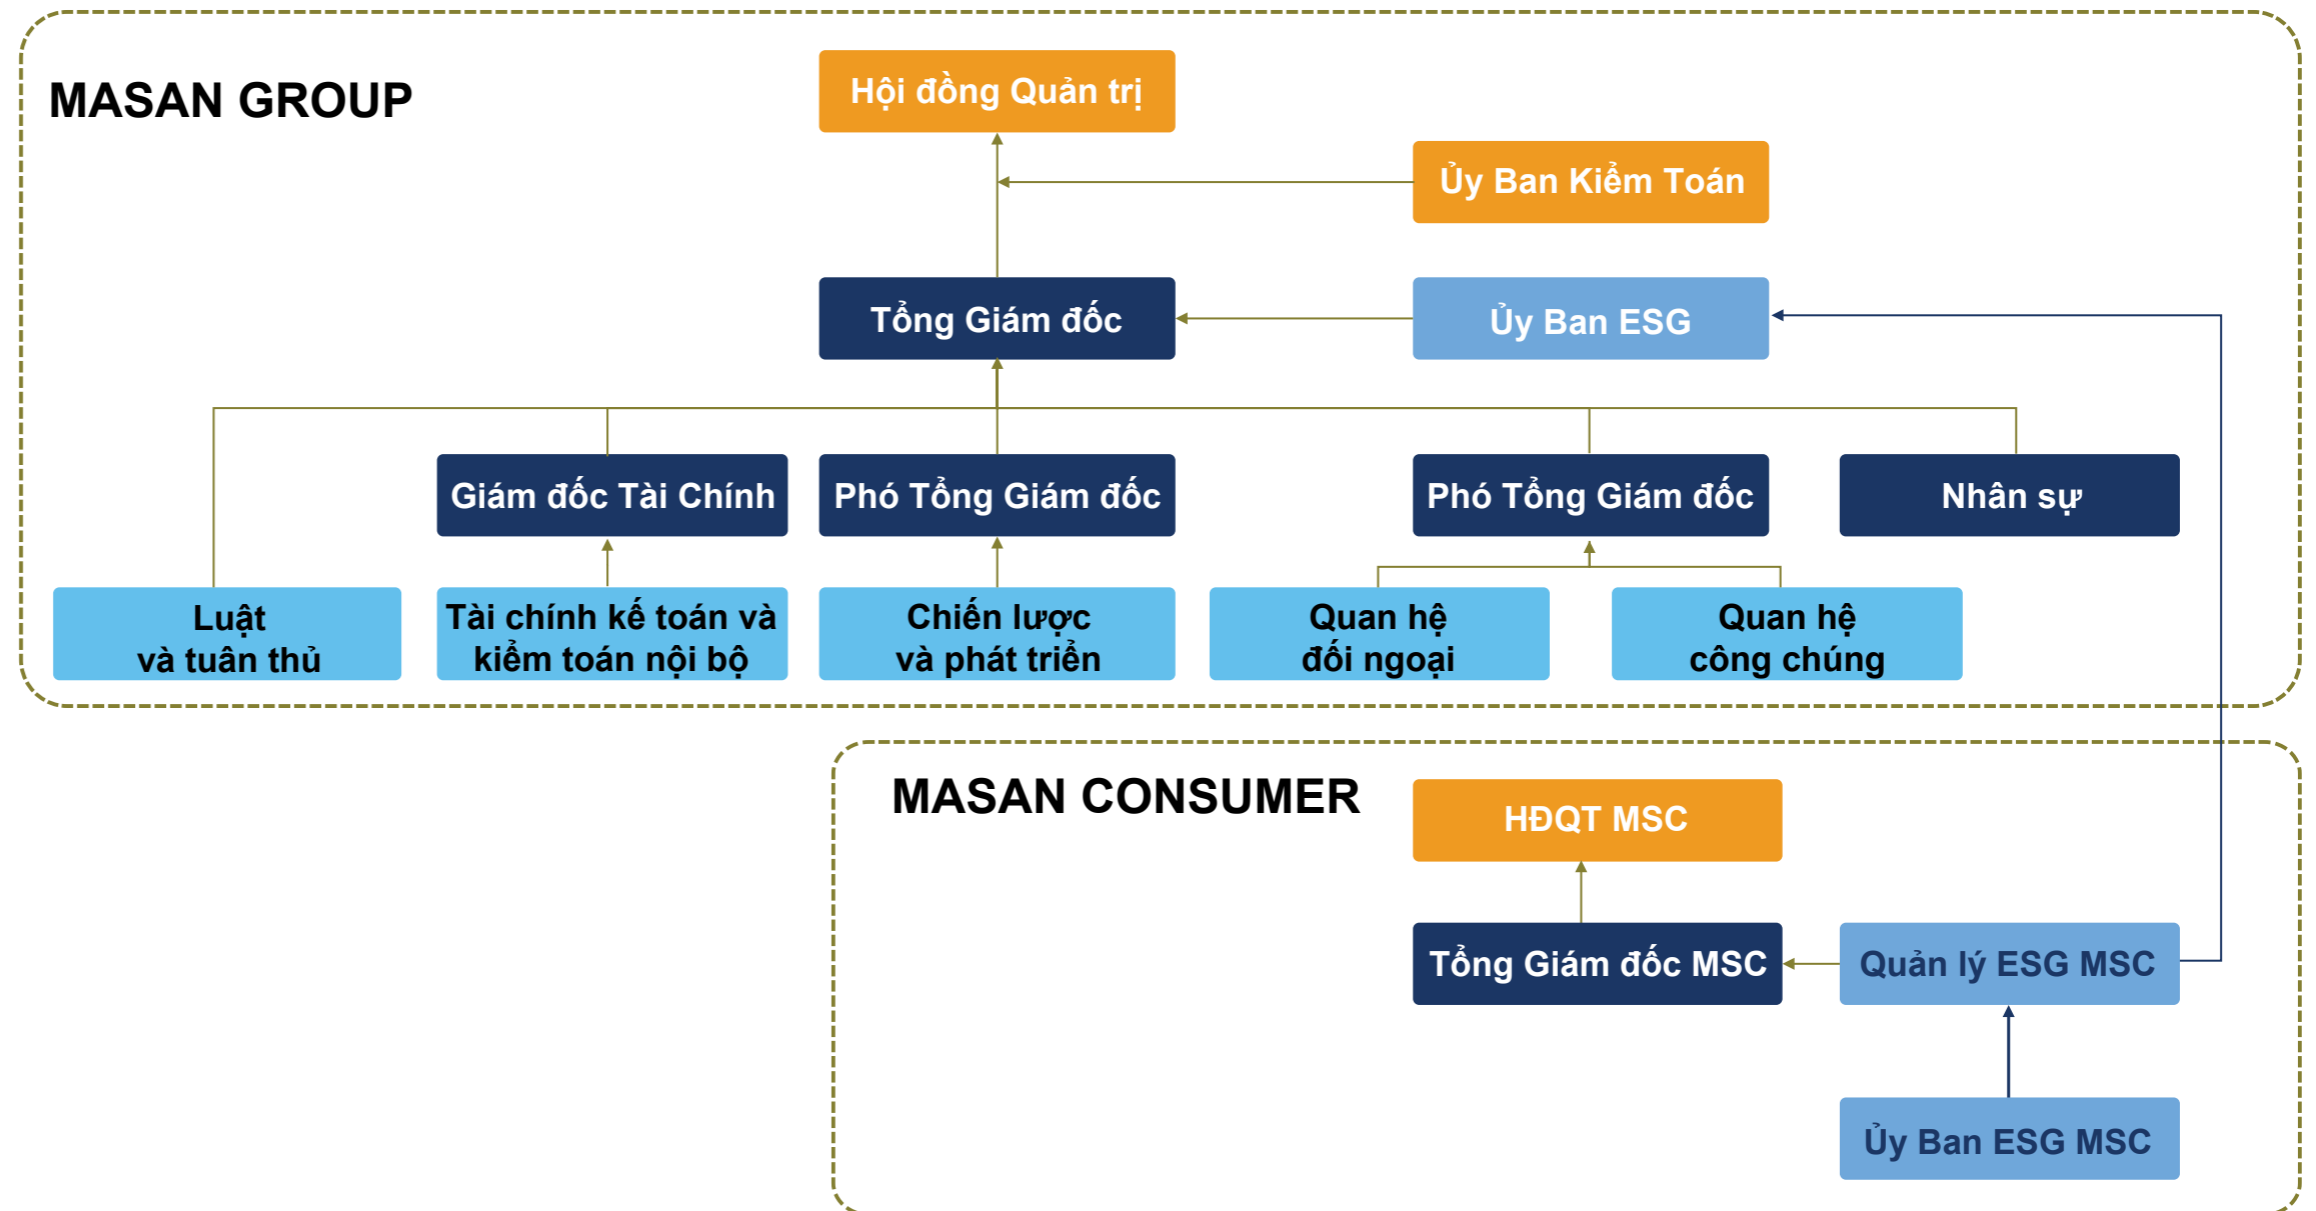 MASAN GROUP
Hội đồng Quản trị
Ủy Ban Kiểm Toán
Tổng Giám đốc
Ủy Ban ESG
Giám đốc Tài Chính
Phó Tổng Giám đốc
Phó Tổng Giám đốc
Nhân sự
Luật
và tuân thủ
Tài chính kế toán và
kiểm toán nội bộ
Chiến lược
và phát triển
Quan hệ
đối ngoại
Quan hệ
công chúng
MASAN CONSUMER
HĐQT MSC
Tổng Giám đốc MSC
Quản lý ESG MSC
Ủy Ban ESG MSC